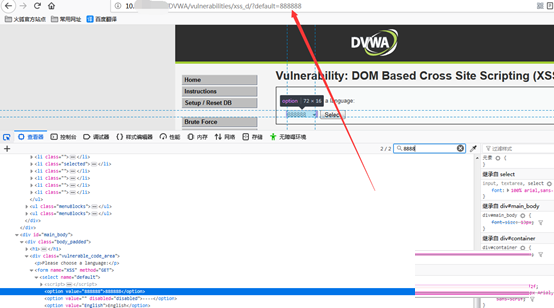 10. /DVWA/vulnerabilities/xss_d/?default=888888
火狐官方站点 常用网址 百度翻译
DVWA
Home
Instructions
Setup / Reset DB
Brute Force
Vulnerability: DOM Based Cross Site Scripting (XSS
option 72 × 16 a language:
888888 Select
查看器 控制台 调试器 {} 样式编辑器 性能 内存 网络 存储 无障碍环境
+ 2 / 2 8888
<li class="">…</li>
<li class="selected">…</li>
<li class="">…</li>
<li class="">…</li>
<li class="">…</li>
</ul>
<ul class="menuBlocks">…</ul>
<ul class="menuBlocks">…</ul>
</div>
</div>
<div id="main_body">
<div class="body_padded">
<h1>…</h1>
<div class="vulnerable_code_area">
<p>Please choose a language:</p>
<form name="XSS" method="GET">
<select name="default">
<script>…</script>
<option value="888888">888888</option>
<option value="" disabled="disabled">----</option>
<option value="English">English</option>
过滤样式
元素 {
}
继承自 select
input, textarea, select {
font: 100% arial,sans-
}
继承自 div#main_body
div#main_body {
font-size: 13px;
}
继承自 div#container
div#container {